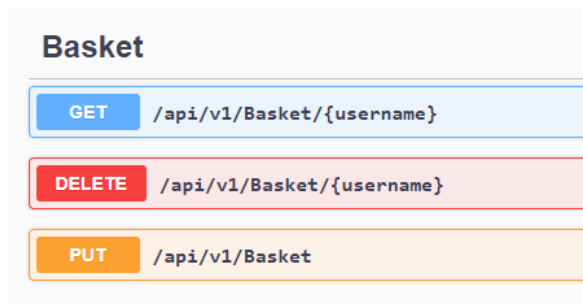 Basket
GET /api/v1/Basket/{username}
DELETE /api/v1/Basket/{username}
PUT /api/v1/Basket